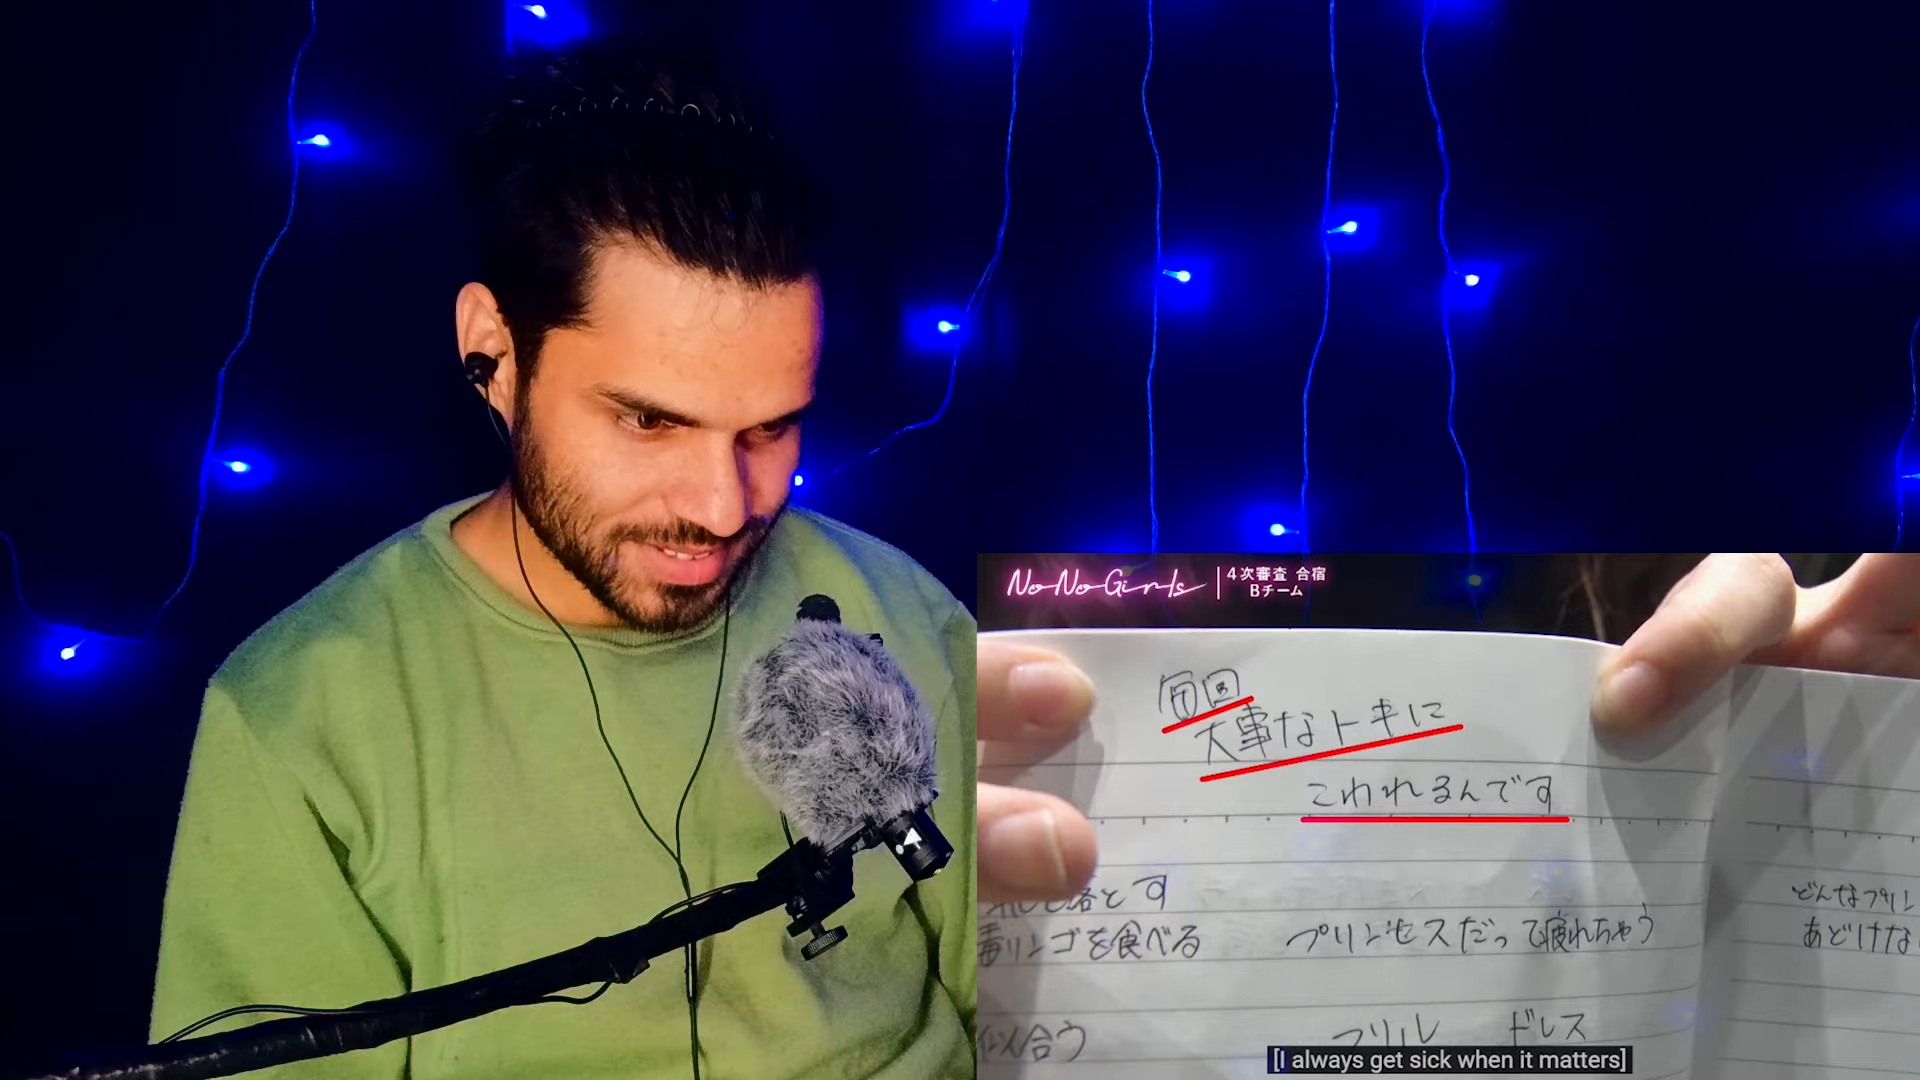 No No Girls
4次審査 合宿
Bチーム
毎回
大事なトキに
こわれるんです
落とす
毒リンゴを食べる
プリンセスだって疲れちゃう
どんなプリン
あどけな
似合う
フリル ドレス
[I always get sick when it matters]